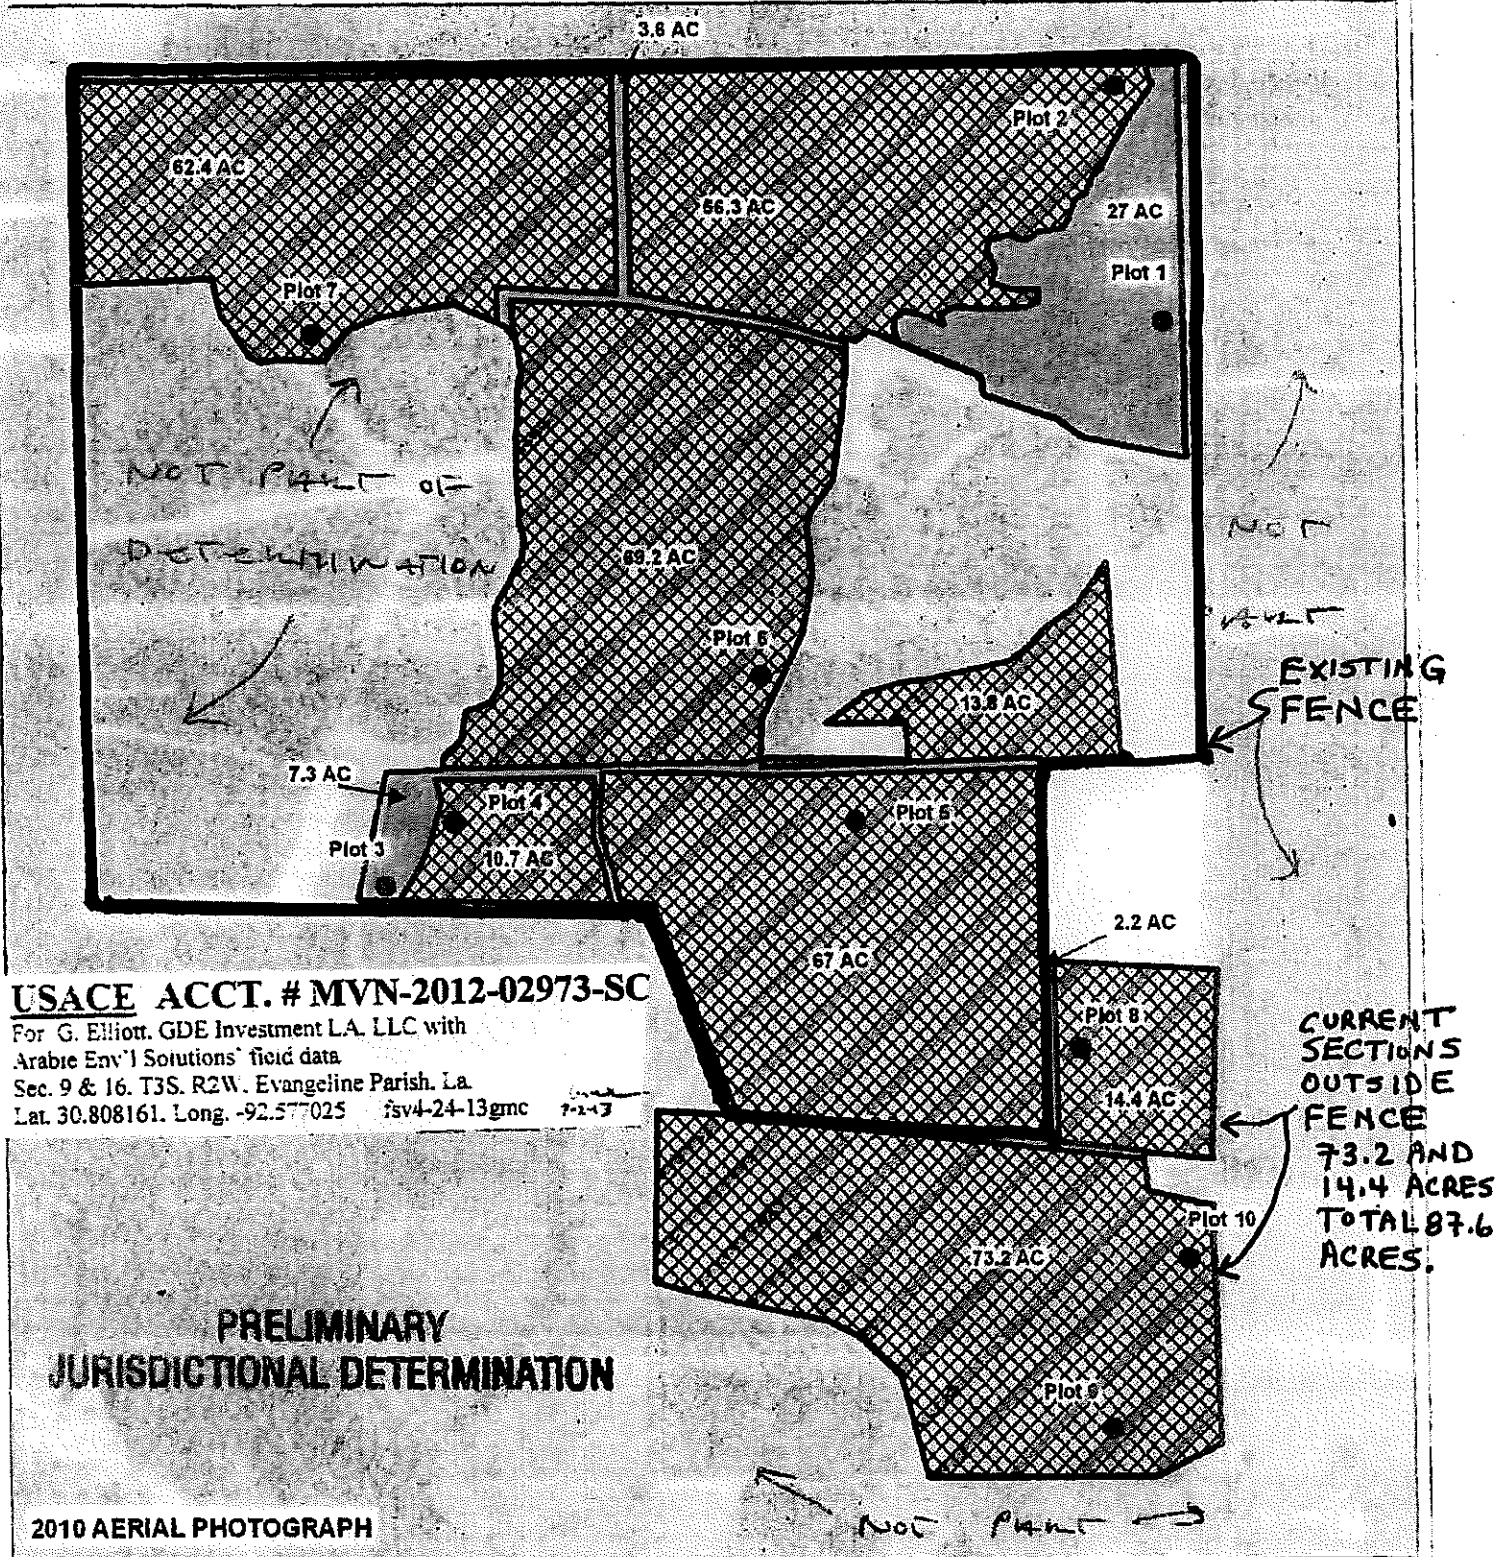 3.6 AC
62.4 AC
56.3 AC
Plot 2
27 AC
Plot 1
Plot 7
NOT PART OF
DETERMINATION
NOT
PART
69.2 AC
Plot 6
13.8 AC
EXISTING
FENCE
7.3 AC
Plot 4
Plot 3
10.7 AC
Plot 5
67 AC
2.2 AC
Plot 8
14.4 AC
USACE ACCT. # MVN-2012-02973-SC
For G. Elliott. GDE Investment LA. LLC with
Arabie Env'l Solutions' field data
Sec. 9 & 16. T3S. R2W. Evangeline Parish. La.
Lat. 30.808161. Long. -92.577025 fsv4-24-13gmc
7-2-13
CURRENT
SECTIONS
OUTSIDE
FENCE
73.2 AND
14.4 ACRES
TOTAL 87.6
ACRES.
Plot 10
73.2 AC
Plot 9
PRELIMINARY
JURISDICTIONAL DETERMINATION
NOT PART
2010 AERIAL PHOTOGRAPH